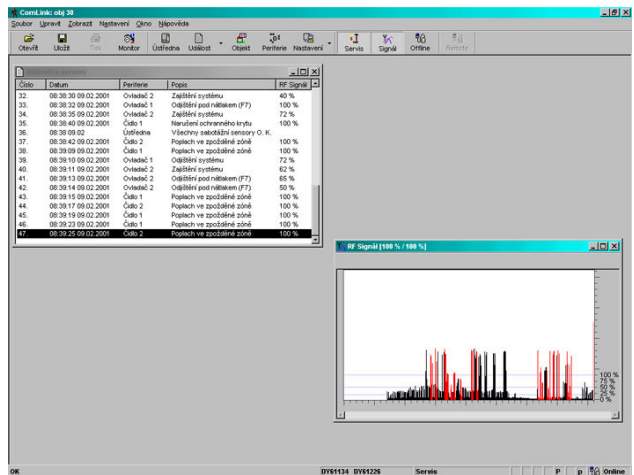 ComLink: obj 30
Soubor Upravit Zobrazit Nastavení Okno Nápověda
Otevřít Uložit Tisk Monitor Ústředna Událost Objekt Periferie Nastavení Servis Signál Offline Remote
Číslo Datum Periferie Popis RF Signál
32. 08:38:30 09.02.2001 Ovladač 2 Zajištění systému 40 %
33. 08:38:32 09.02.2001 Ovladač 1 Odjištění pod nátlakem (F7) 100 %
34. 08:38:35 09.02.2001 Ovladač 2 Zajištění systému 72 %
35. 08:38:40 09.02.2001 Čidlo 1 Narušení ochranného krytu 100 %
36. 08:38 09.02 Ústředna Všechny sabotážní sensory O. K.
37. 08:38:42 09.02.2001 Čidlo 2 Poplach ve zpožděné zóně 100 %
38. 08:39:09 09.02.2001 Čidlo 1 Poplach ve zpožděné zóně 100 %
39. 08:39:10 09.02.2001 Ovladač 1 Odjištění systému 72 %
40. 08:39:11 09.02.2001 Ovladač 2 Zajištění systému 62 %
41. 08:39:13 09.02.2001 Ovladač 2 Odjištění pod nátlakem (F7) 65 %
42. 08:39:14 09.02.2001 Ovladač 2 Odjištění pod nátlakem (F7) 50 %
43. 08:39:15 09.02.2001 Čidlo 1 Poplach ve zpožděné zóně 100 %
44. 08:39:17 09.02.2001 Čidlo 2 Poplach ve zpožděné zóně 100 %
45. 08:39:19 09.02.2001 Čidlo 1 Poplach ve zpožděné zóně 100 %
46. 08:39:23 09.02.2001 Čidlo 1 Poplach ve zpožděné zóně 100 %
47. 08:39:25 09.02.2001 Čidlo 2 Poplach ve zpožděné zóně 100 %
RF Signál [100 % / 100 %]
100 %
75 %
50 %
25 %
0 %
OK DY61134 DY61226 Servis P p Online